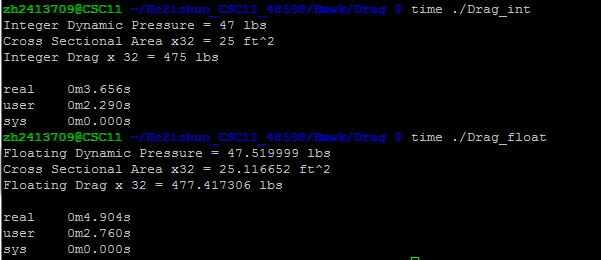 zh2413709@CSC11 ~/HeZizhuo_CSC11_48598/Hmwk/Drag $ time ./Drag_int
Integer Dynamic Pressure = 47 lbs
Cross Sectional Area x32 = 25 ft^2
Integer Drag x 32 = 475 lbs
real 0m3.656s
user 0m2.290s
sys 0m0.000s
zh2413709@CSC11 ~/HeZizhuo_CSC11_48598/Hmwk/Drag $ time ./Drag_float
Floating Dynamic Pressure = 47.519999 lbs
Cross Sectional Area x32 = 25.116652 ft^2
Floating Drag x 32 = 477.417306 lbs
real 0m4.904s
user 0m2.760s
sys 0m0.000s